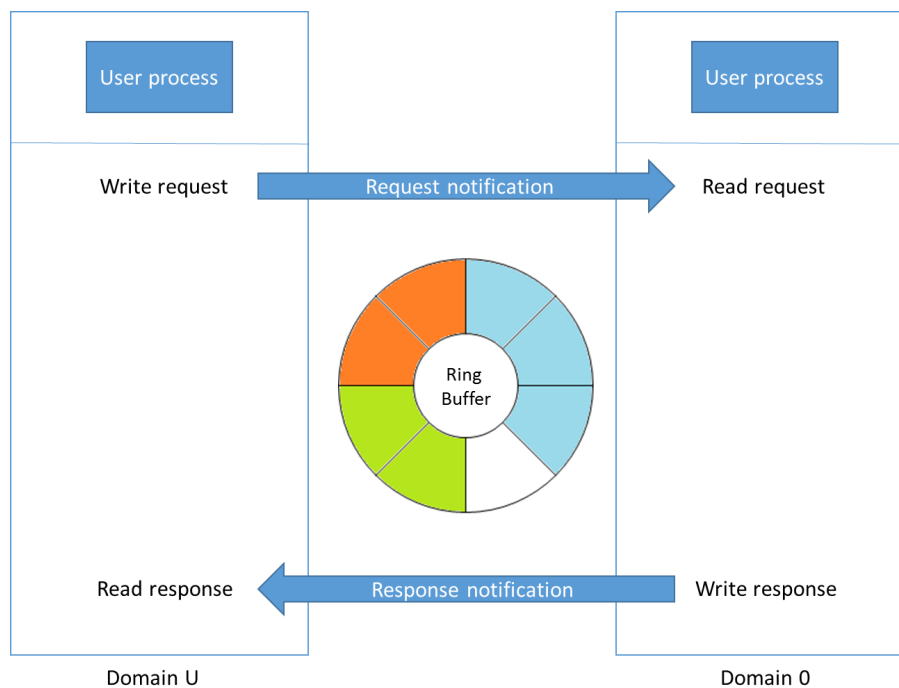 User process
User process
Write request
Request notification
Read request
Ring
Buffer
Read response
Response notification
Write response
Domain U
Domain 0